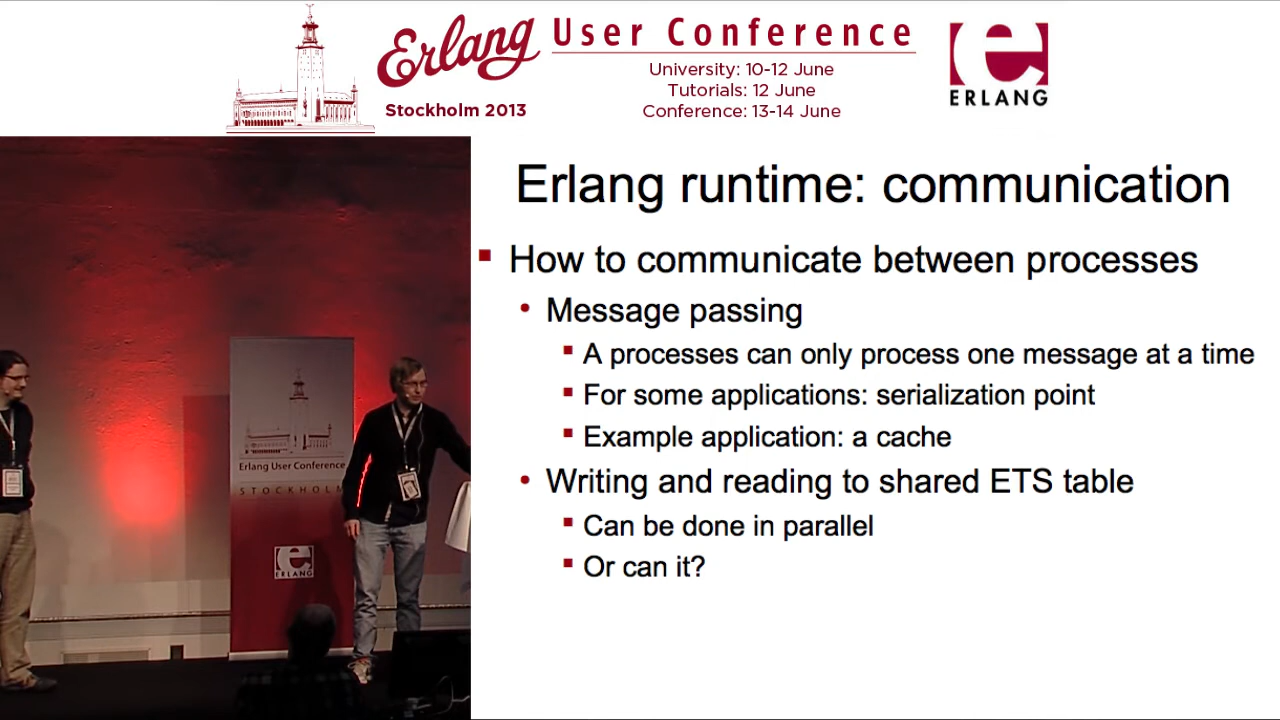 Erlang User Conference
Stockholm 2013
University: 10-12 June
Tutorials: 12 June
Conference: 13-14 June
ERLANG
Erlang runtime: communication
How to communicate between processes
Message passing
A processes can only process one message at a time
For some applications: serialization point
Example application: a cache
Writing and reading to shared ETS table
Can be done in parallel
Or can it?
Erlang User Conference
STOCKHOLM
ERLANG